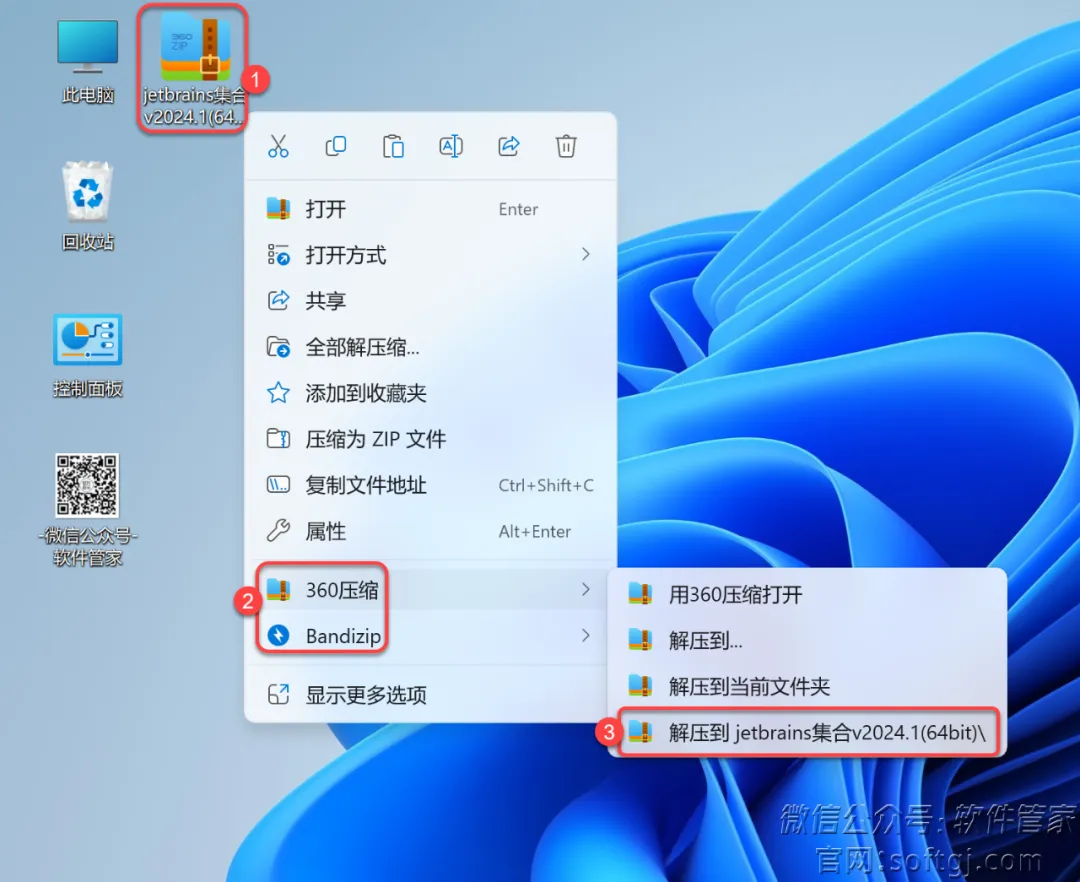 此电脑
360
ZIP
jetbrains集合
v2024.1(64...
1
回收站
控制面板
-微信公众号-
软件管家
打开 Enter
打开方式
共享
全部解压缩...
添加到收藏夹
压缩为 ZIP 文件
复制文件地址 Ctrl+Shift+C
属性 Alt+Enter
2
360压缩
Bandizip
显示更多选项
用360压缩打开
解压到...
解压到当前文件夹
3
解压到 jetbrains集合v2024.1(64bit)\
微信公众号:软件管家
官网:softgj.com